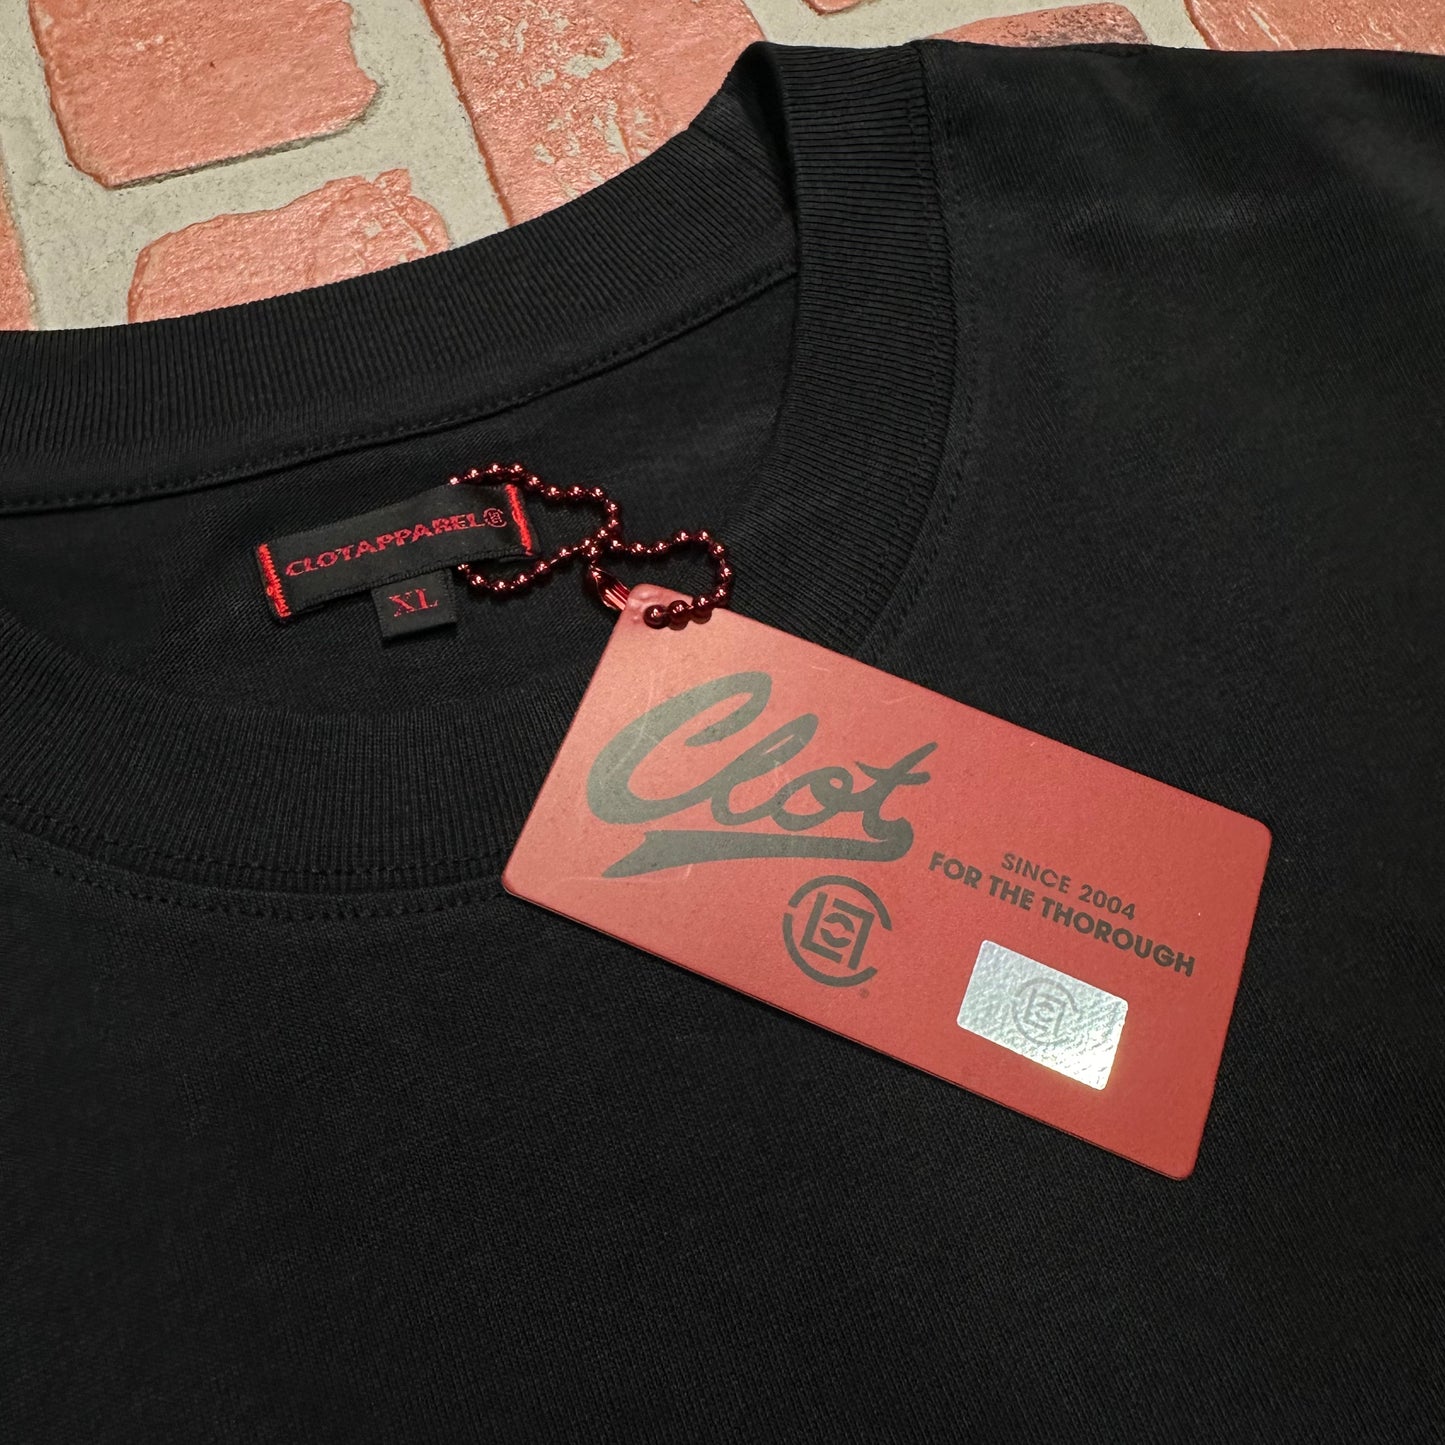 CLOTAPPAREL
XL
Clot
SINCE 2004
FOR THE THOROUGH
®